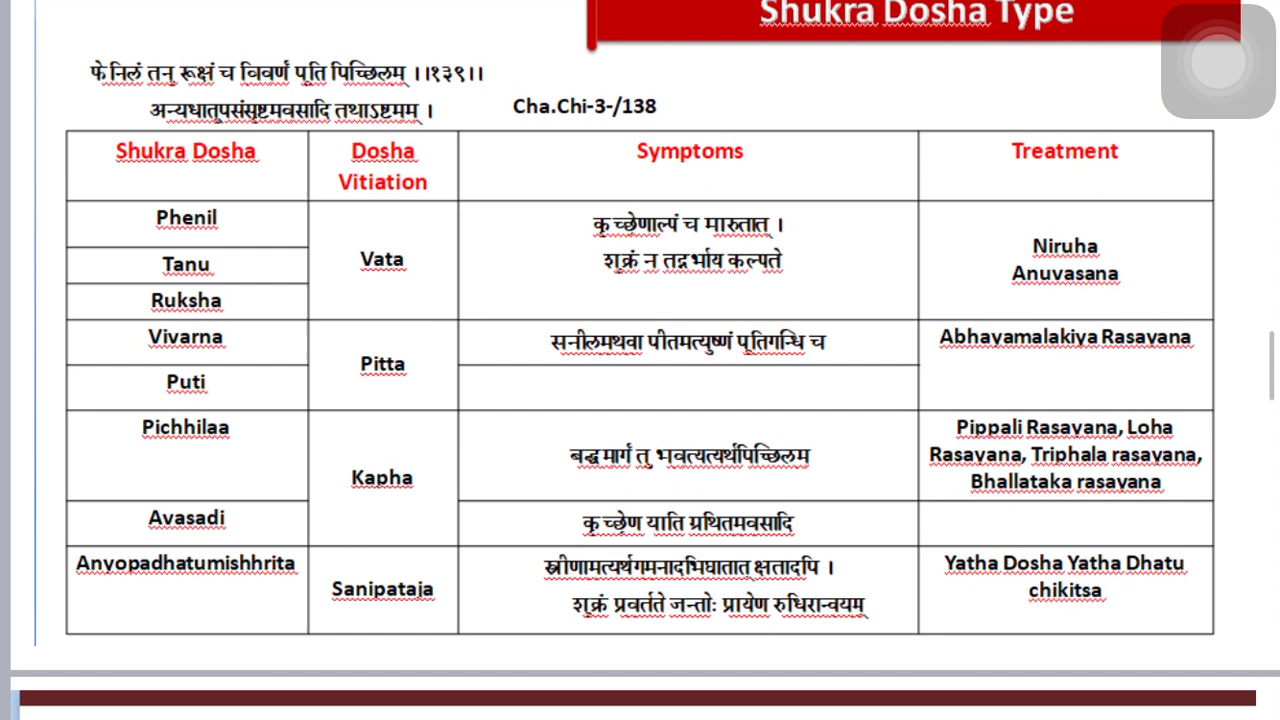 Shukra Dosha Type
फेनिलं तनु रूक्षं च विवर्णं पूति पिच्छिलम् ।।१३९।।
अन्यधातूपसंसृष्टमवसादि तथाऽष्टमम् ।
Cha.Chi-3-/138
Shukra Dosha
Dosha
Vitiation
Symptoms
Treatment
Phenil
Tanu
Ruksha
Vata
कृच्छेणाल्पं च मारुतात् ।
शुक्रं न तद्गर्भाय कल्पते
Niruha
Anuvasana
Vivarna
Puti
Pitta
सनीलमथवा पीतमत्युष्णं पूतिगन्धि च
Abhayamalakiya Rasayana
Pichhilaa
Avasadi
Kapha
बद्धमार्गं तु भवत्यत्यर्थपिच्छिलम
कृच्छेण याति प्रथितमवसादि
Pippali Rasayana, Loha
Rasayana, Triphala rasayana,
Bhallataka rasayana
Anyopadhatumishhrita
Sanipataja
स्त्रीणामत्यर्थगमनादभिघातात् क्षतादपि ।
शुक्रं प्रवर्तते जन्तोः प्रायेण रुधिरान्वयम्
Yatha Dosha Yatha Dhatu
chikitsa